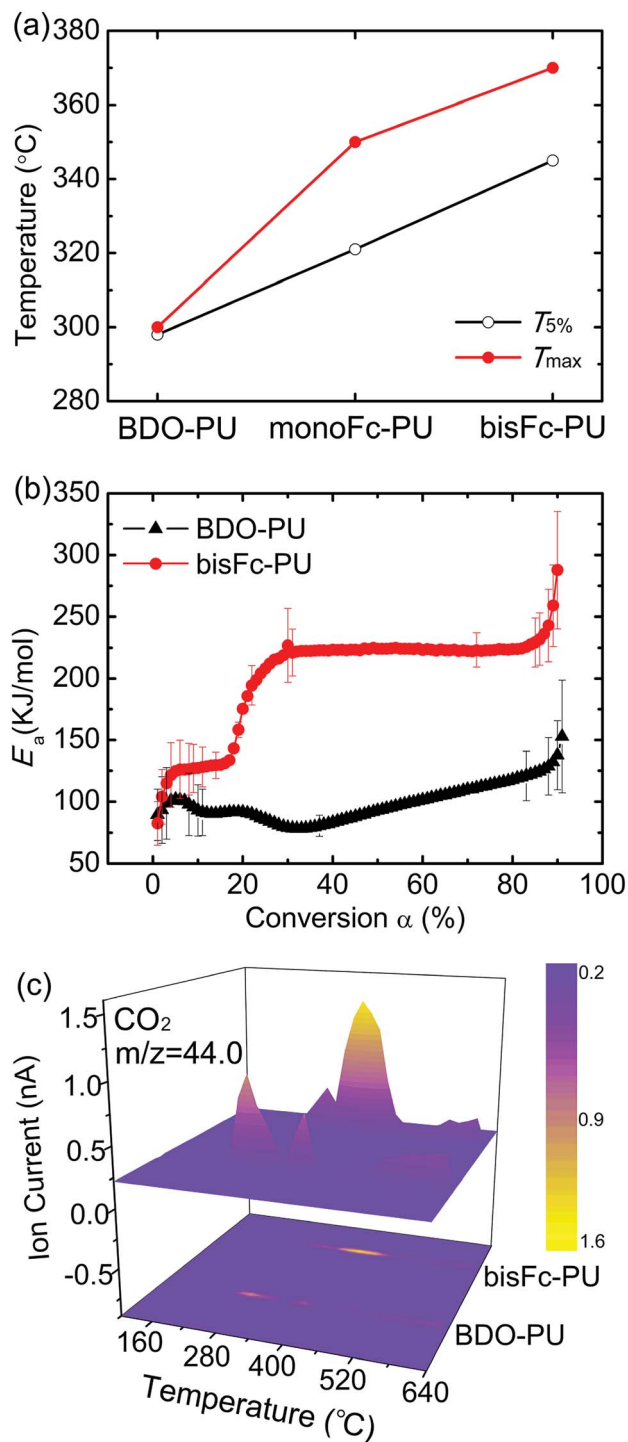 (a)
380
360
340
320
300
280
Temperature (°C)
T5%
Tmax
BDO-PU monoFc-PU bisFc-PU
(b)
350
300
250
200
150
100
50
Ea(KJ/mol)
BDO-PU
bisFc-PU
0 20 40 60 80 100
Conversion α (%)
(c)
CO2
m/z=44.0
1.5
1.0
0.5
0.0
-0.5
Ion Current (nA)
0.2
0.9
1.6
bisFc-PU
BDO-PU
160 280 400 520 640
Temperature (°C)